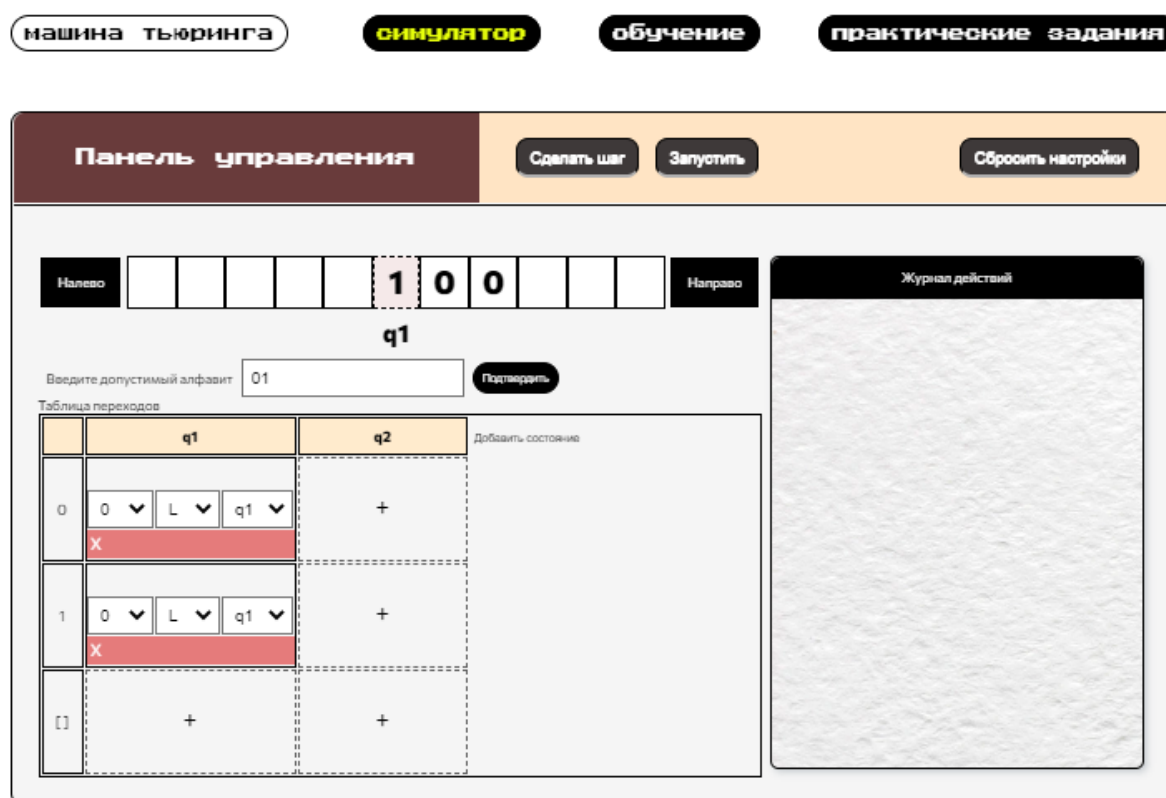 машина тьюринга симулятор обучение практические задания
Панель управления Сделать шаг Запустить Сбросить настройки
Налево 1 0 0 Направо
Журнал действий
q1
Введите допустимый алфавит 01 Подтвердить
Таблица переходов
q1 q2 Добавить состояние
0 0 L q1 +
X
1 0 L q1 +
X
[] + +